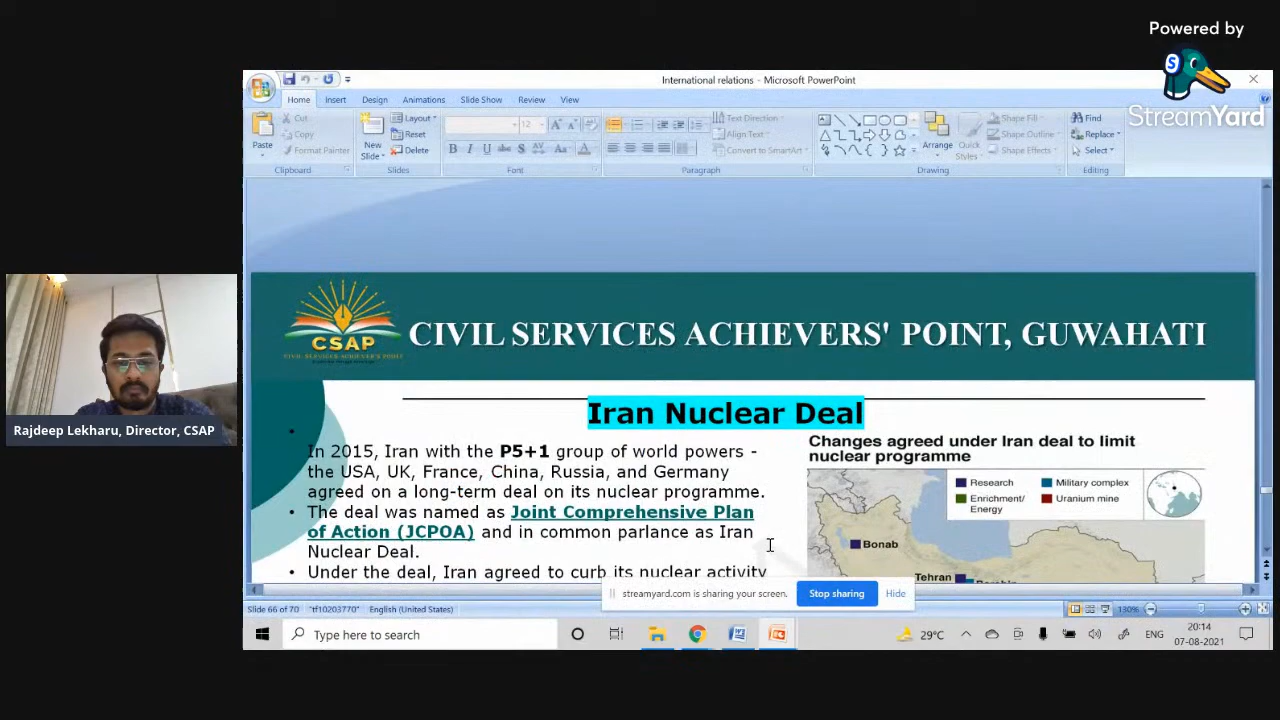 Powered by
StreamYard
International relations - Microsoft PowerPoint
Home Insert Design Animations Slide Show Review View
Paste
Cut
Copy
Format Painter
Clipboard
New Slide
Layout
Reset
Delete
Slides
12
Font
Text Direction
Align Text
Convert to SmartArt
Paragraph
Arrange
Quick Styles
Shape Fill
Shape Outline
Shape Effects
Drawing
Find
Replace
Select
Editing
CSAP
CIVIL SERVICES ACHIEVERS' POINT, GUWAHATI
Iran Nuclear Deal
In 2015, Iran with the P5+1 group of world powers -
the USA, UK, France, China, Russia, and Germany
agreed on a long-term deal on its nuclear programme.
• The deal was named as Joint Comprehensive Plan
of Action (JCPOA) and in common parlance as Iran
Nuclear Deal.
• Under the deal, Iran agreed to curb its nuclear activity
Changes agreed under Iran deal to limit
nuclear programme
Research Military complex
Enrichment/ Uranium mine
Energy
Bonab
Tehran
Rajdeep Lekharu, Director, CSAP
streamyard.com is sharing your screen. Stop sharing Hide
Slide 66 of 70 "tf10203770" English (United States) 130%
Type here to search
29°C ENG
20:14
07-08-2021